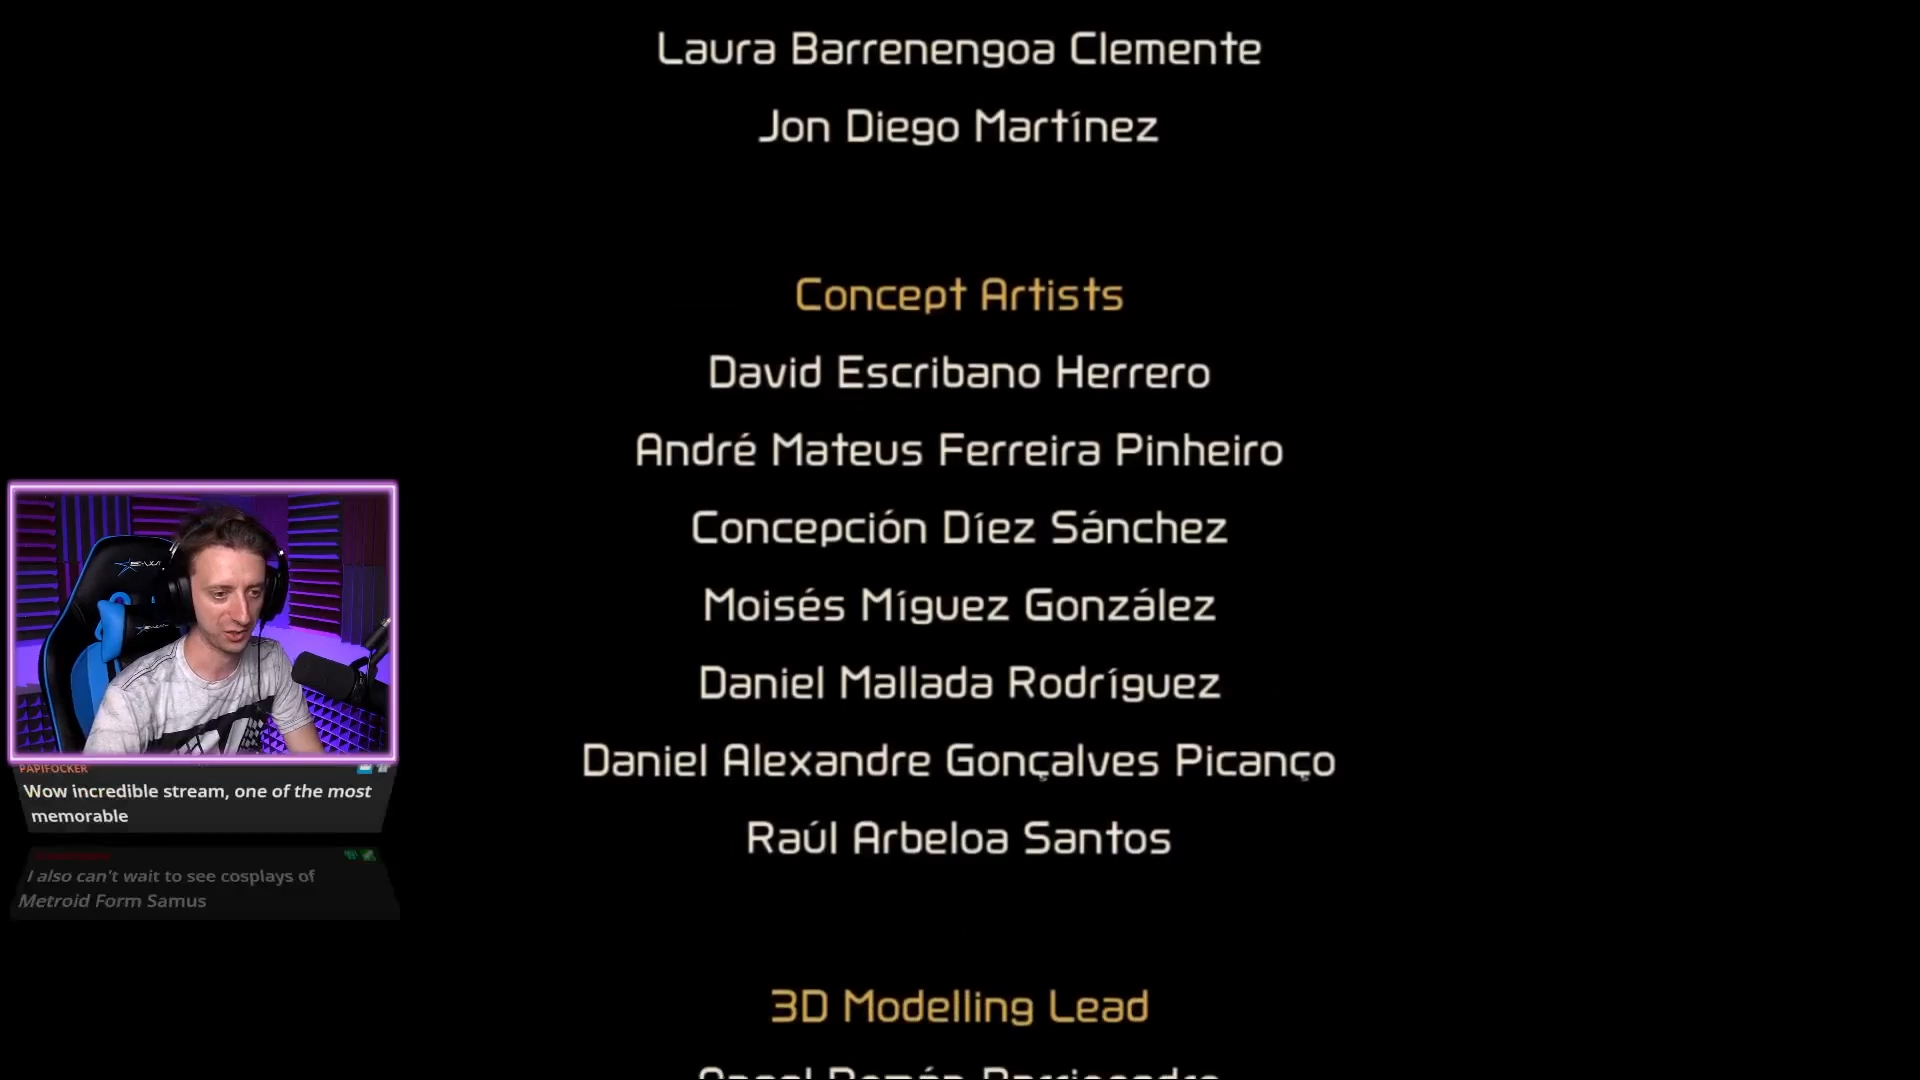 Laura Barrenengoa Clemente
Jon Diego Martínez
Concept Artists
David Escribano Herrero
André Mateus Ferreira Pinheiro
Concepción Díez Sánchez
Moisés Míguez González
Daniel Mallada Rodríguez
Daniel Alexandre Gonçalves Picanço
Raúl Arbeloa Santos
3D Modelling Lead
PAPIFOCKER
Wow incredible stream, one of the most
memorable
I also can't wait to see cosplays of
Metroid Form Samus